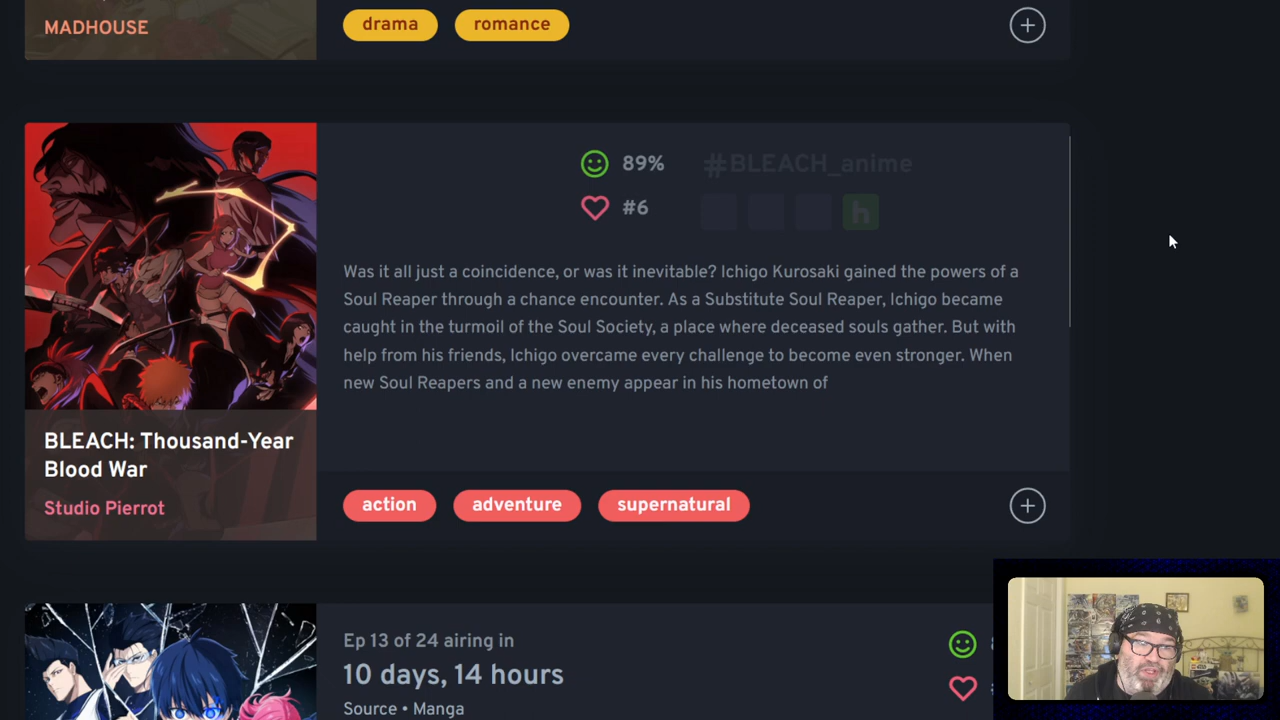 MADHOUSE
drama
romance
89%
#BLEACH_anime
#6
h
Was it all just a coincidence, or was it inevitable? Ichigo Kurosaki gained the powers of a
Soul Reaper through a chance encounter. As a Substitute Soul Reaper, Ichigo became
caught in the turmoil of the Soul Society, a place where deceased souls gather. But with
help from his friends, Ichigo overcame every challenge to become even stronger. When
new Soul Reapers and a new enemy appear in his hometown of
BLEACH: Thousand-Year
Blood War
Studio Pierrot
action
adventure
supernatural
Ep 13 of 24 airing in
10 days, 14 hours
Source • Manga